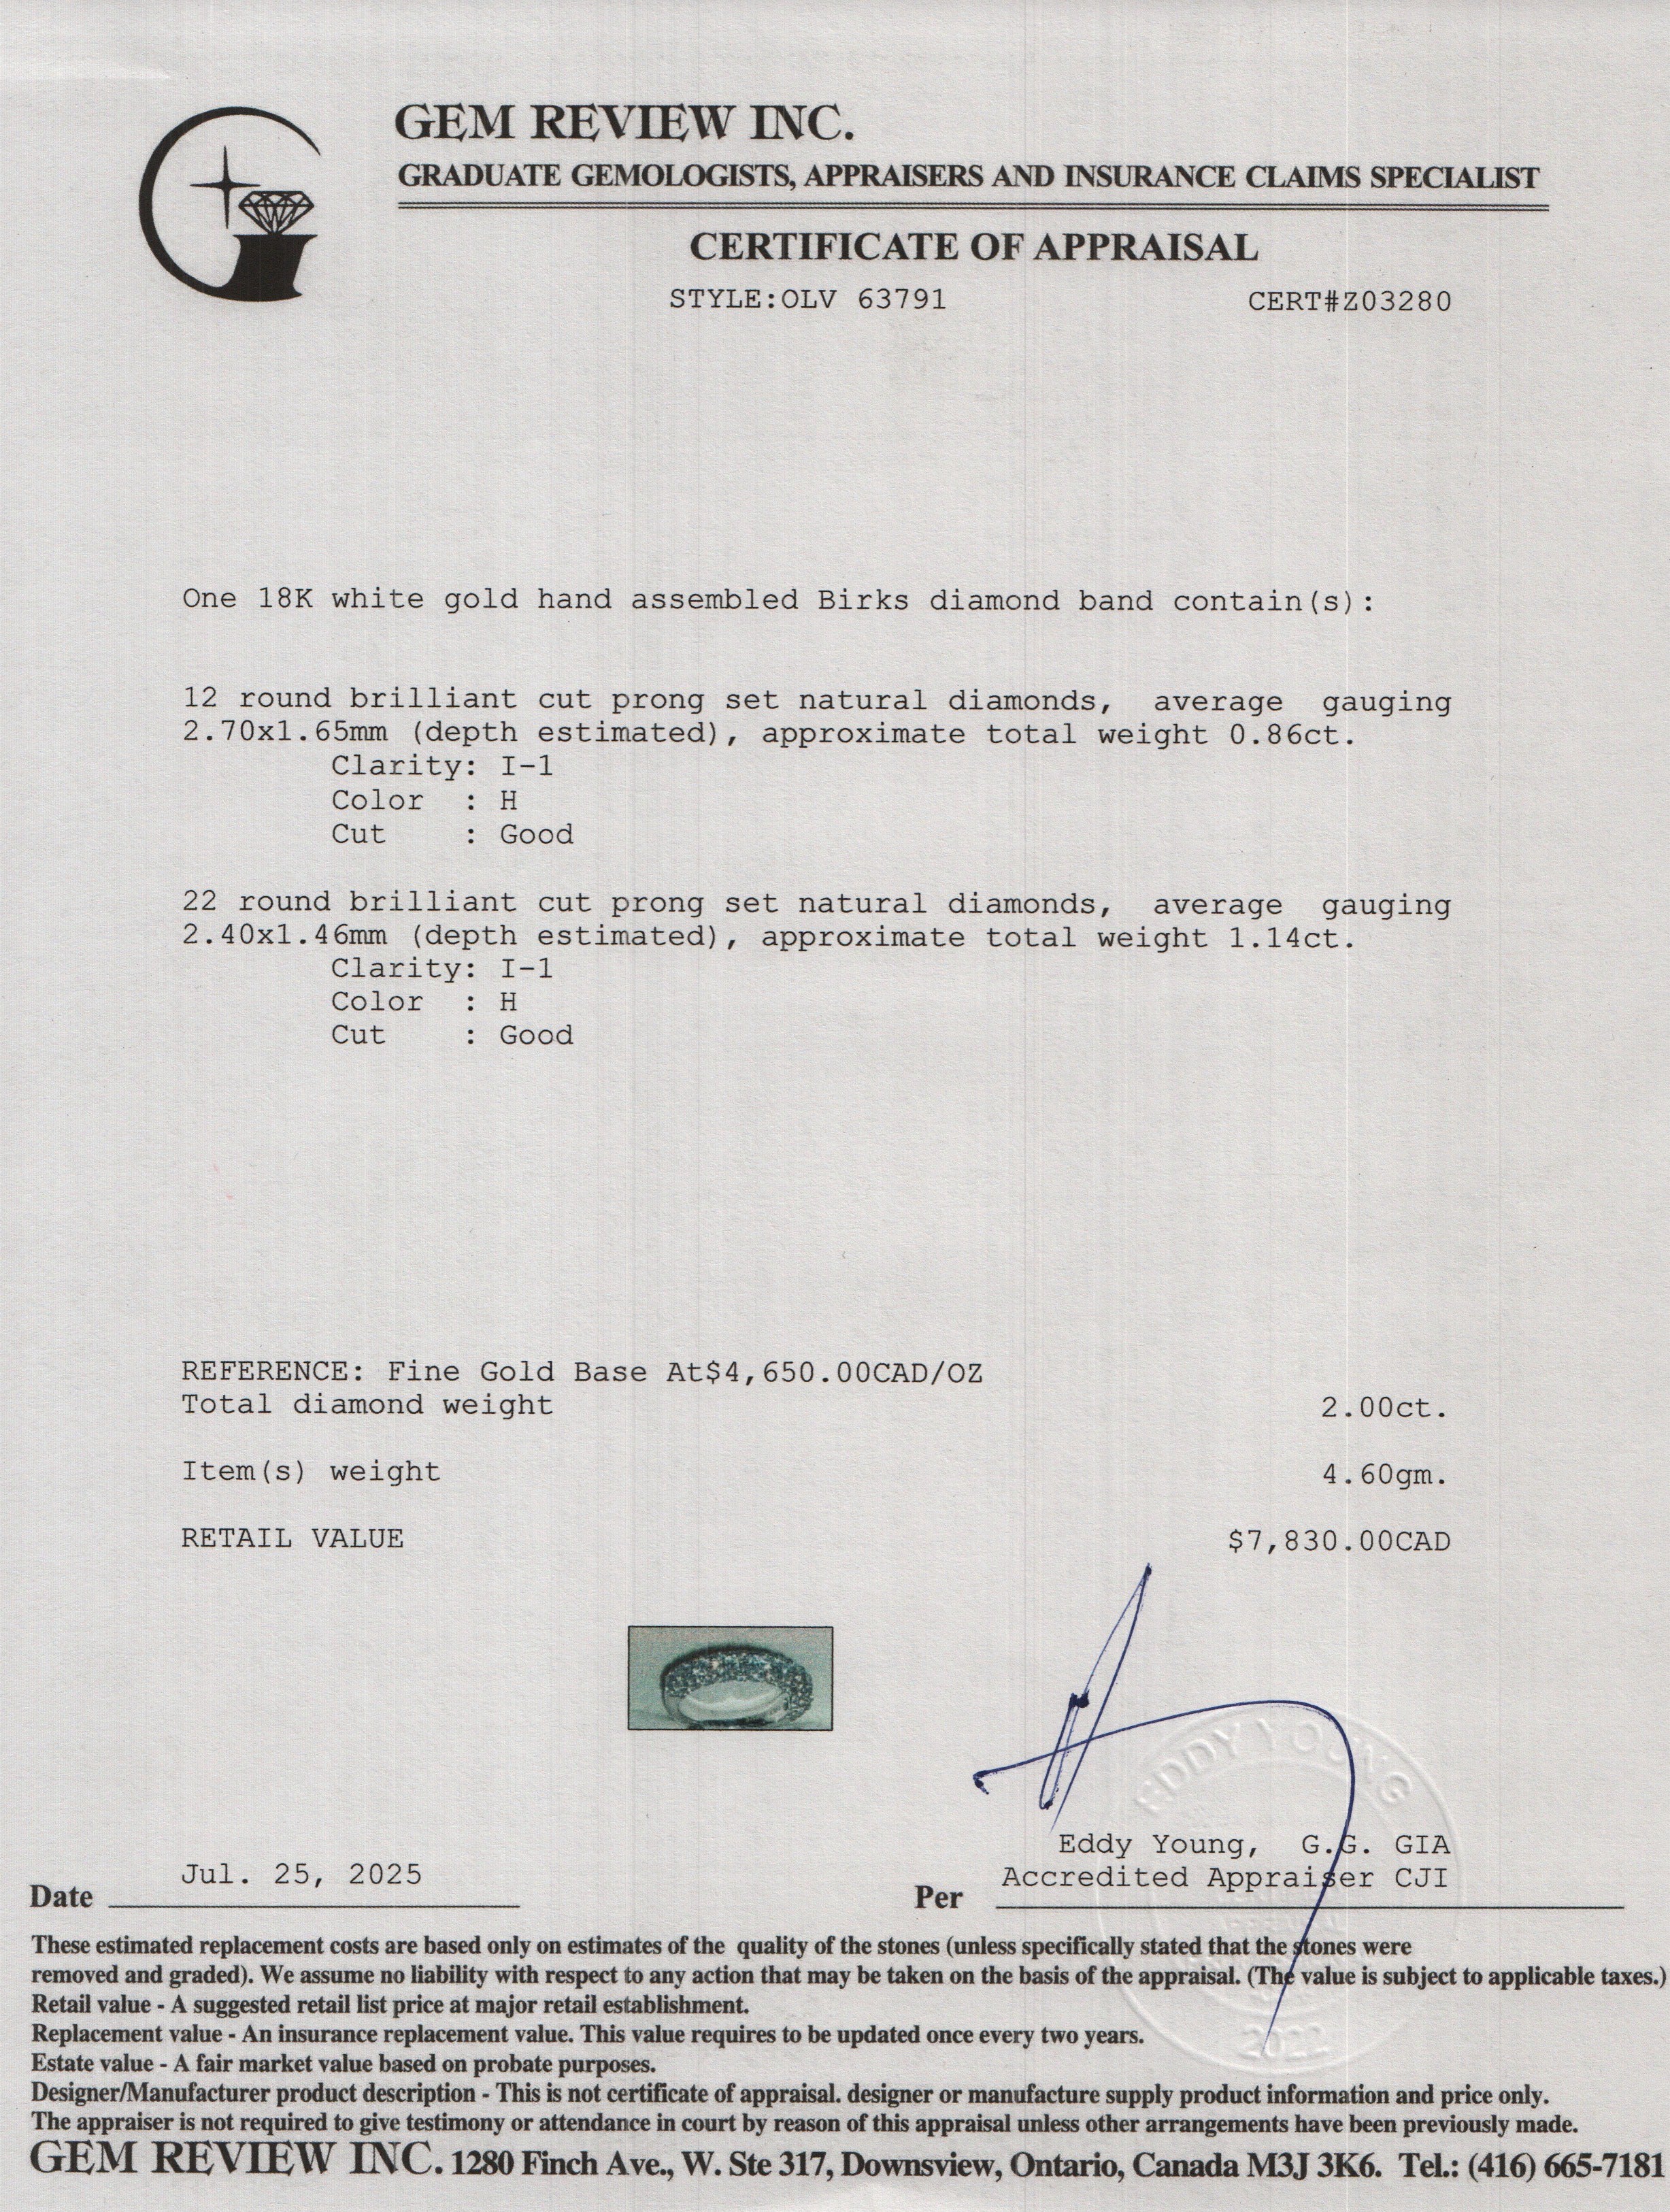 GEM REVIEW INC.
GRADUATE GEMOLOGISTS, APPRAISERS AND INSURANCE CLAIMS SPECIALIST
CERTIFICATE OF APPRAISAL
STYLE:OLV 63791 CERT#Z03280
One 18K white gold hand assembled Birks diamond band contain(s):
12 round brilliant cut prong set natural diamonds, average gauging
2.70x1.65mm (depth estimated), approximate total weight 0.86ct.
Clarity: I-1
Color : H
Cut : Good
22 round brilliant cut prong set natural diamonds, average gauging
2.40x1.46mm (depth estimated), approximate total weight 1.14ct.
Clarity: I-1
Color : H
Cut : Good
REFERENCE: Fine Gold Base At$4,650.00CAD/OZ
Total diamond weight 2.00ct.
Item(s) weight 4.60gm.
RETAIL VALUE $7,830.00CAD
EDDY YOUNG
Eddy Young, G.G. GIA
Accredited Appraiser CJI
Date Jul. 25, 2025 Per
These estimated replacement costs are based only on estimates of the quality of the stones (unless specifically stated that the stones were
removed and graded). We assume no liability with respect to any action that may be taken on the basis of the appraisal. (The value is subject to applicable taxes.)
Retail value - A suggested retail list price at major retail establishment.
Replacement value - An insurance replacement value. This value requires to be updated once every two years.
2022
Estate value - A fair market value based on probate purposes.
Designer/Manufacturer product description - This is not certificate of appraisal. designer or manufacture supply product information and price only.
The appraiser is not required to give testimony or attendance in court by reason of this appraisal unless other arrangements have been previously made.
GEM REVIEW INC. 1280 Finch Ave., W. Ste 317, Downsview, Ontario, Canada M3J 3K6. Tel.: (416) 665-7181